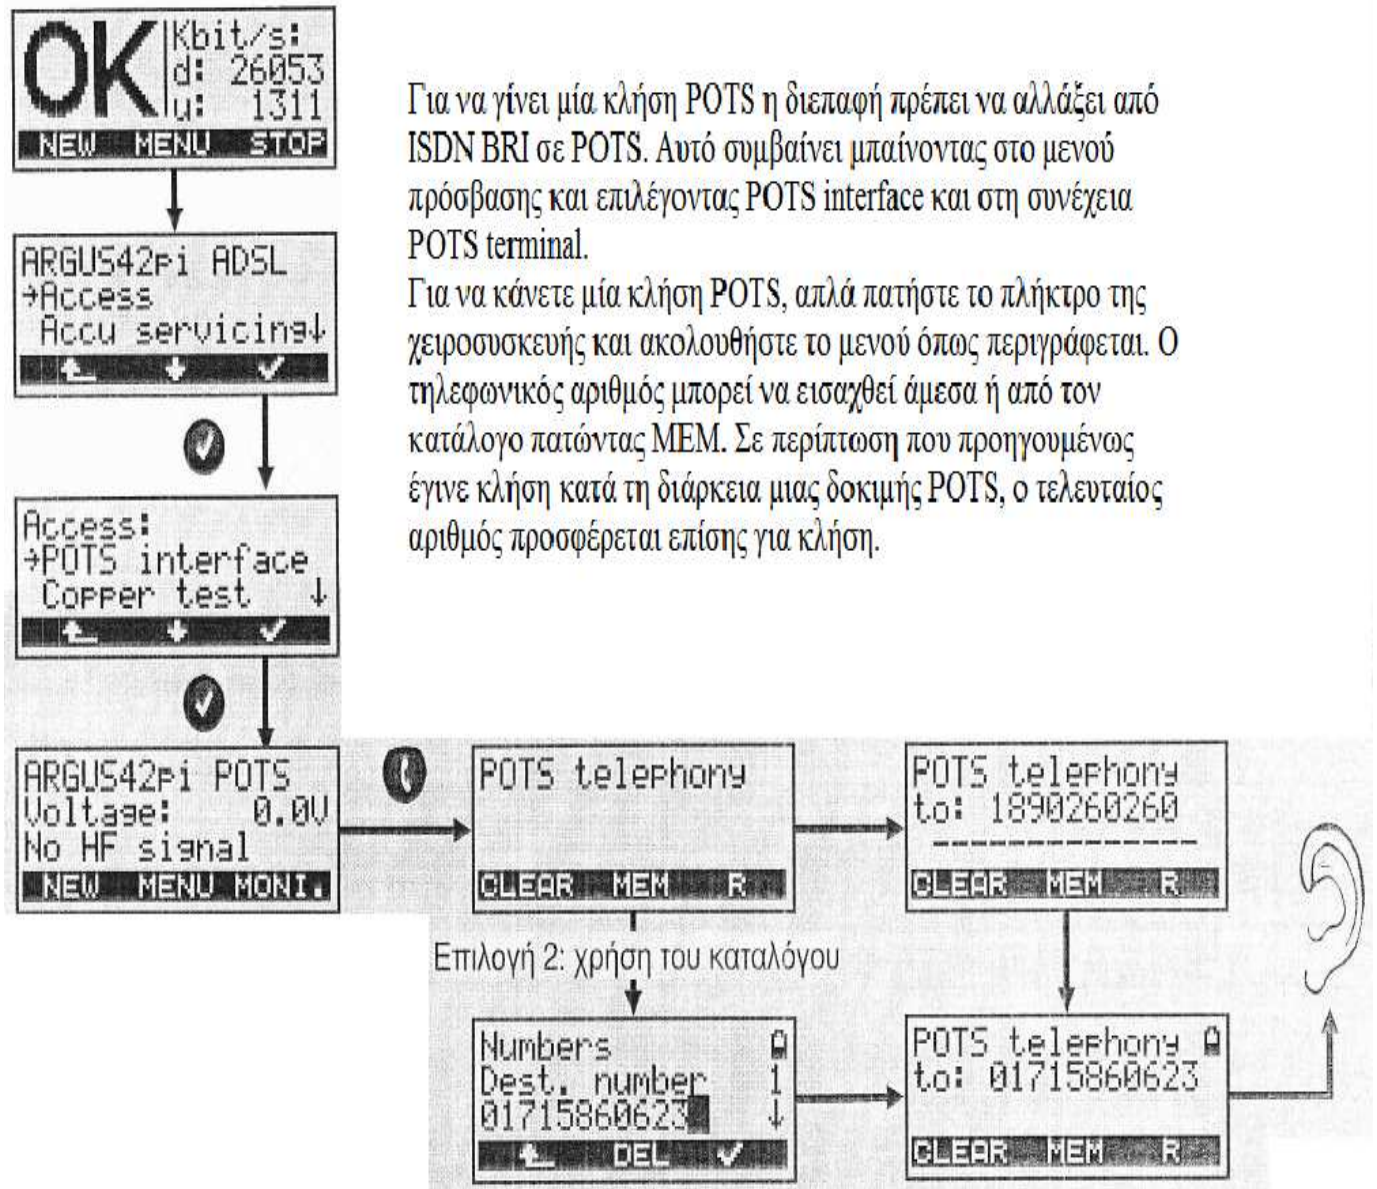 OK Kbit/s:
d: 26053
u: 1311
NEW MENU STOP
Για να γίνει μία κλήση POTS η διεπαφή πρέπει να αλλάξει από
ISDN BRI σε POTS. Αυτό συμβαίνει μπαίνοντας στο μενού
πρόσβασης και επιλέγοντας POTS interface και στη συνέχεια
POTS terminal.
Για να κάνετε μία κλήση POTS, απλά πατήστε το πλήκτρο της
χειροσυσκευής και ακολουθήστε το μενού όπως περιγράφεται. Ο
τηλεφωνικός αριθμός μπορεί να εισαχθεί άμεσα ή από τον
κατάλογο πατώντας MEM. Σε περίπτωση που προηγουμένως
έγινε κλήση κατά τη διάρκεια μιας δοκιμής POTS, ο τελευταίος
αριθμός προσφέρεται επίσης για κλήση.
ARGUS42pi ADSL
→Access
Accu servicing↓
Access:
→POTS interface
Copper test ↓
ARGUS42pi POTS
Voltage: 0.0V
No HF signal
NEW MENU MONI.
POTS telephony
CLEAR MEM R
POTS telephony
to: 1890260260
--------------
CLEAR MEM R
Επιλογή 2: χρήση του καταλόγου
Numbers
Dest. number 1
01715860623 ↓
DEL
POTS telephony
to: 01715860623
CLEAR MEM R